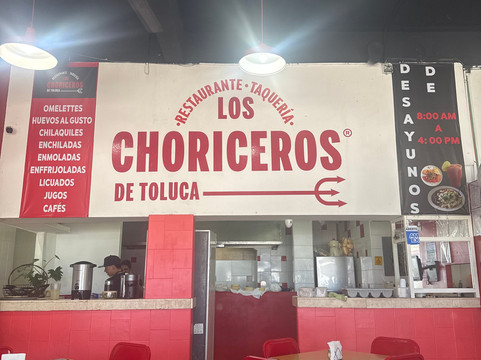 RESTAURANTE · TAQUERÍA
LOS
CHORICEROS®
DE TOLUCA
CHORICEROS
OMELETTES
HUEVOS AL GUSTO
CHILAQUILES
ENCHILADAS
ENMOLADAS
ENFRIJOLADAS
LICUADOS
JUGOS
CAFÉS
DESAYUNOS
DE
8:00 AM
A
4:00 PM